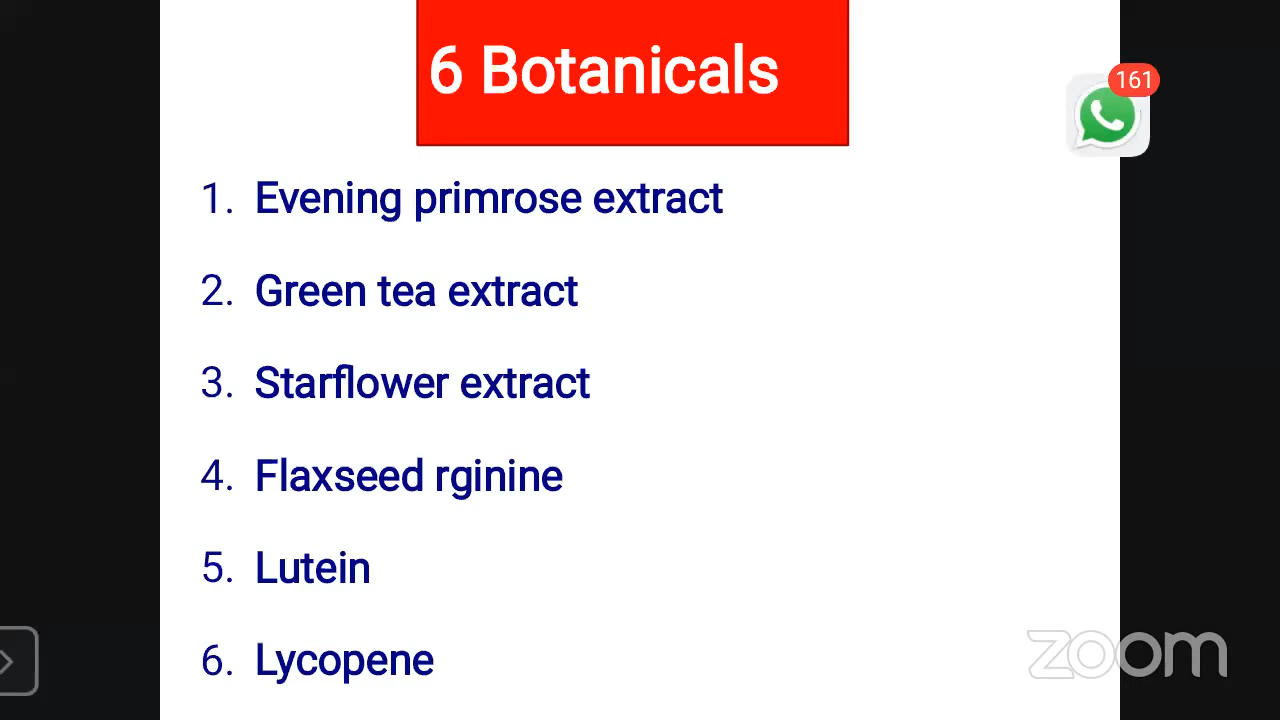 6 Botanicals
161
1. Evening primrose extract
2. Green tea extract
3. Starflower extract
4. Flaxseed rginine
5. Lutein
6. Lycopene
zoom